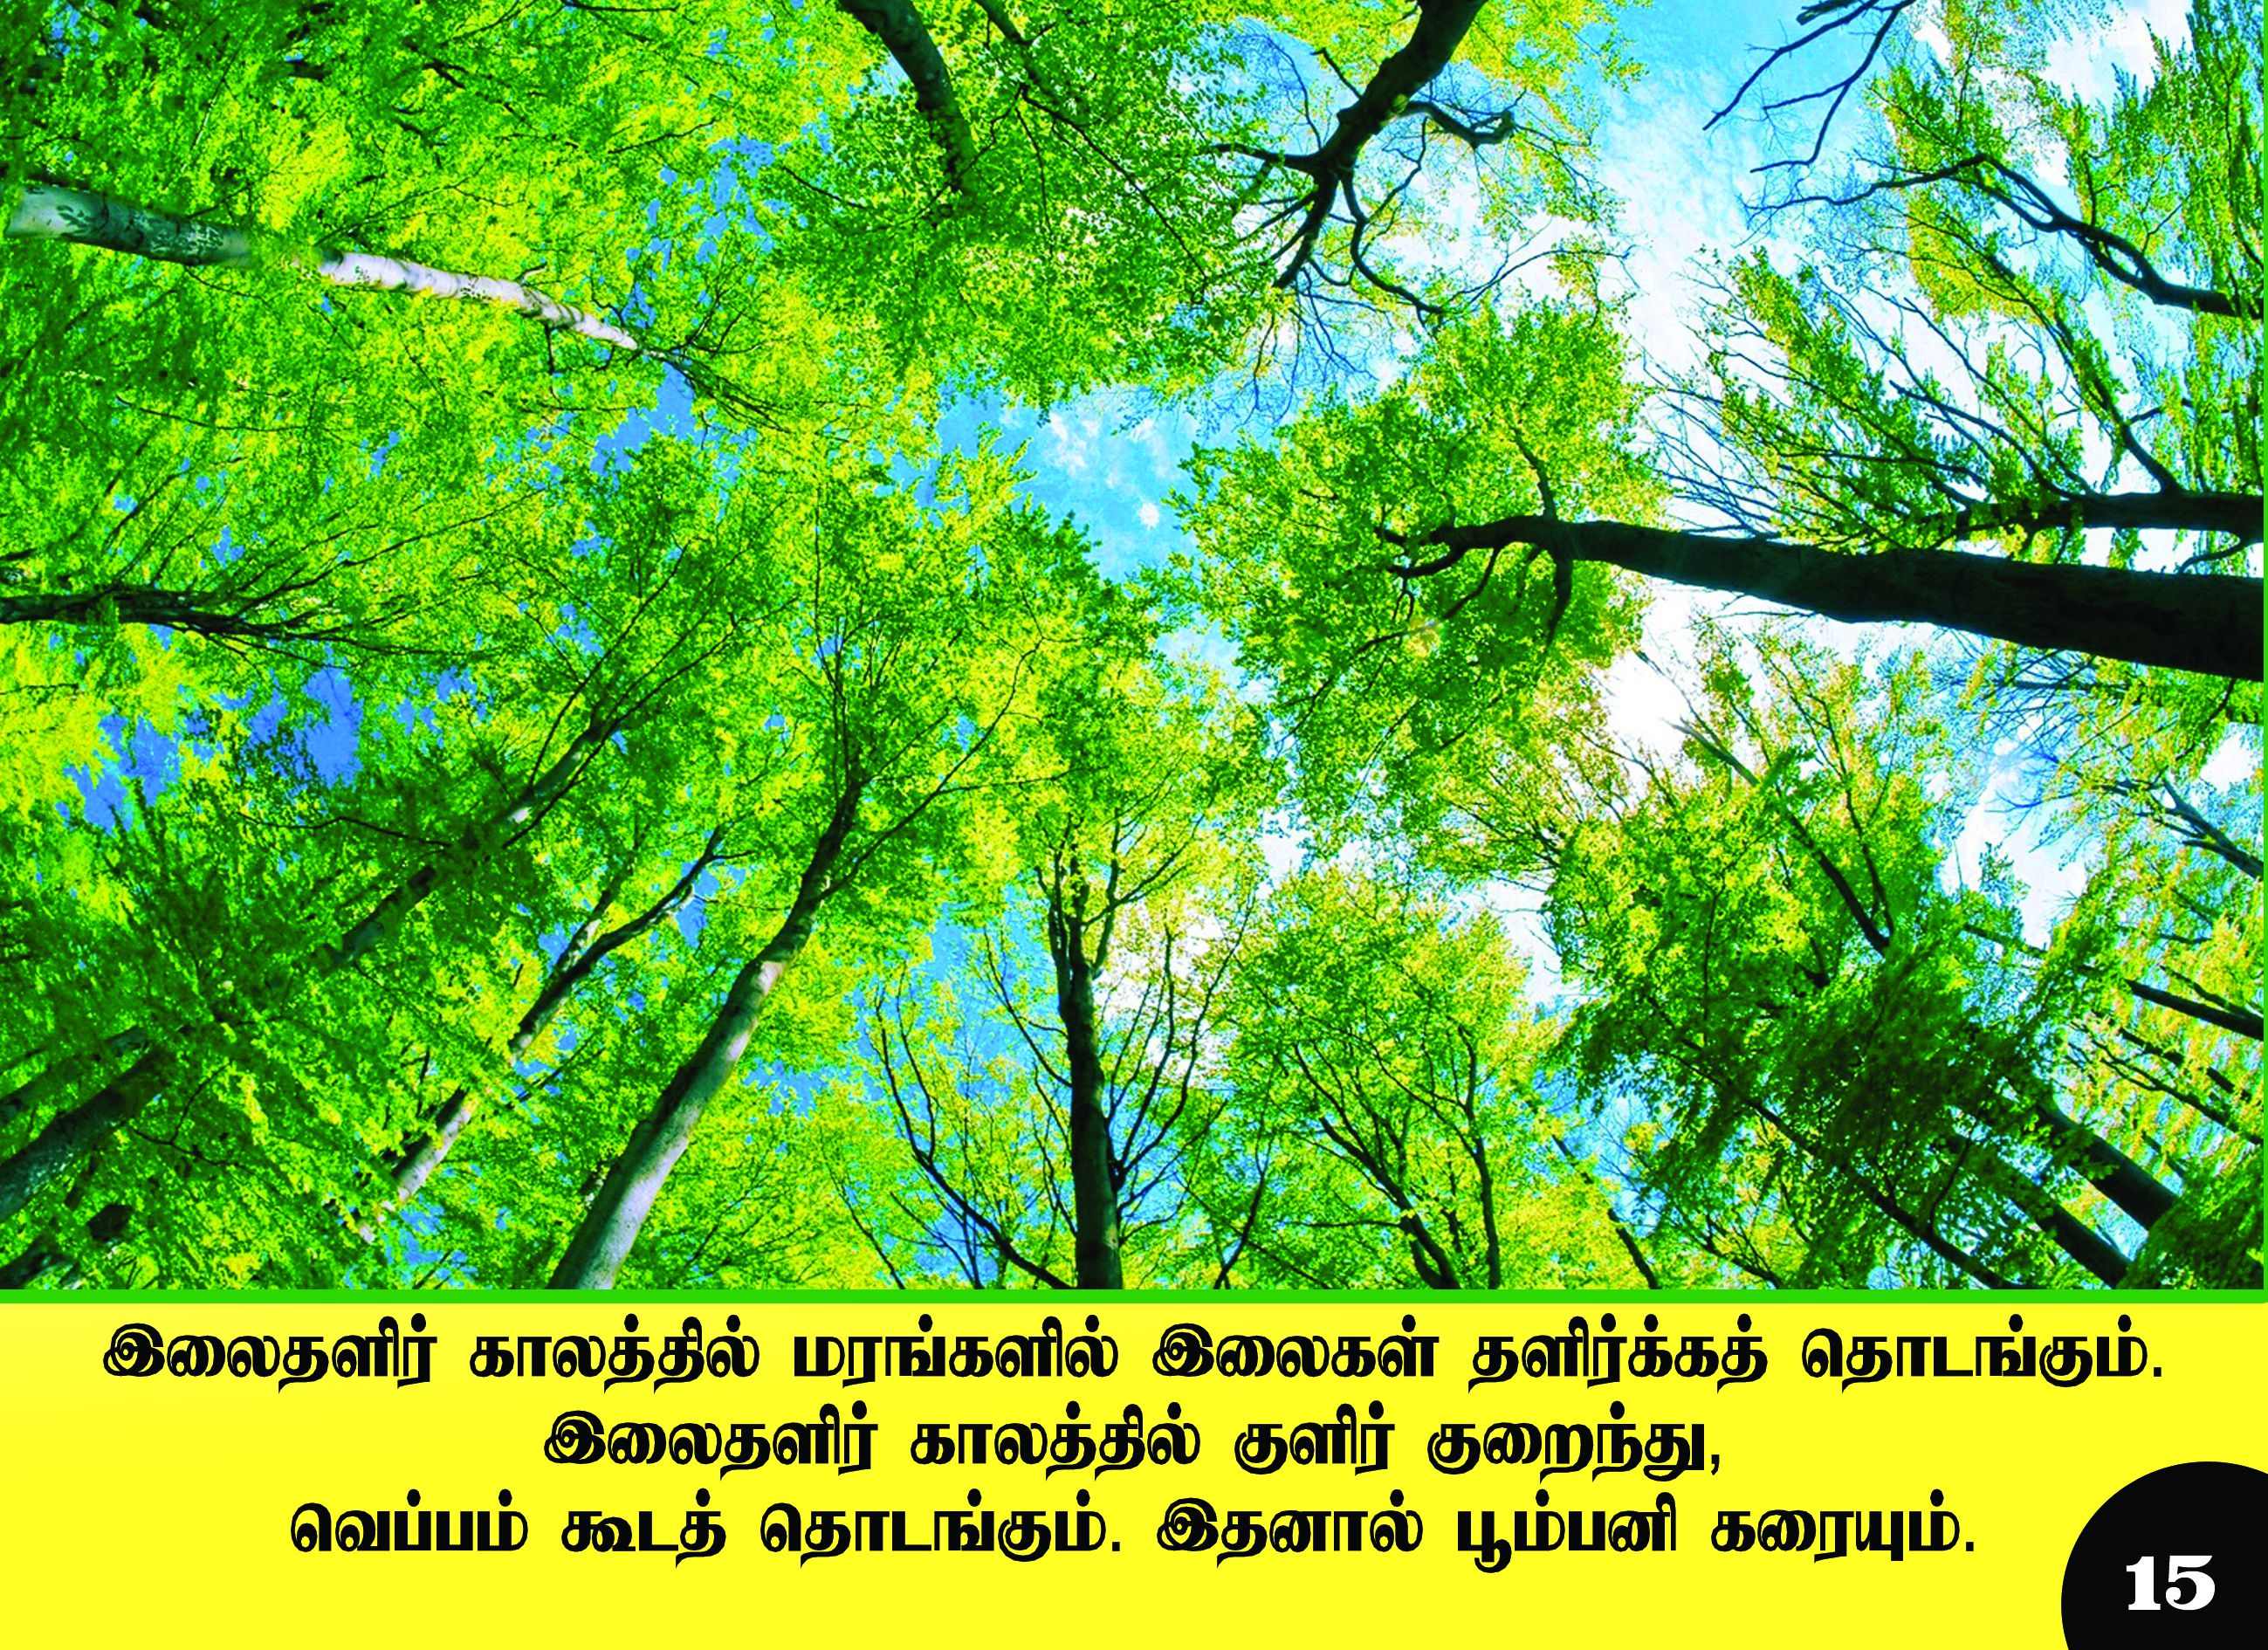 இலைதளிர் காலத்தில் மரங்களில் இலைகள் தளிர்க்கத் தொடங்கும்.
இலைதளிர் காலத்தில் குளிர் குறைந்து,
வெப்பம் கூடத் தொடங்கும். இதனால் பூம்பனி கரையும்.
15